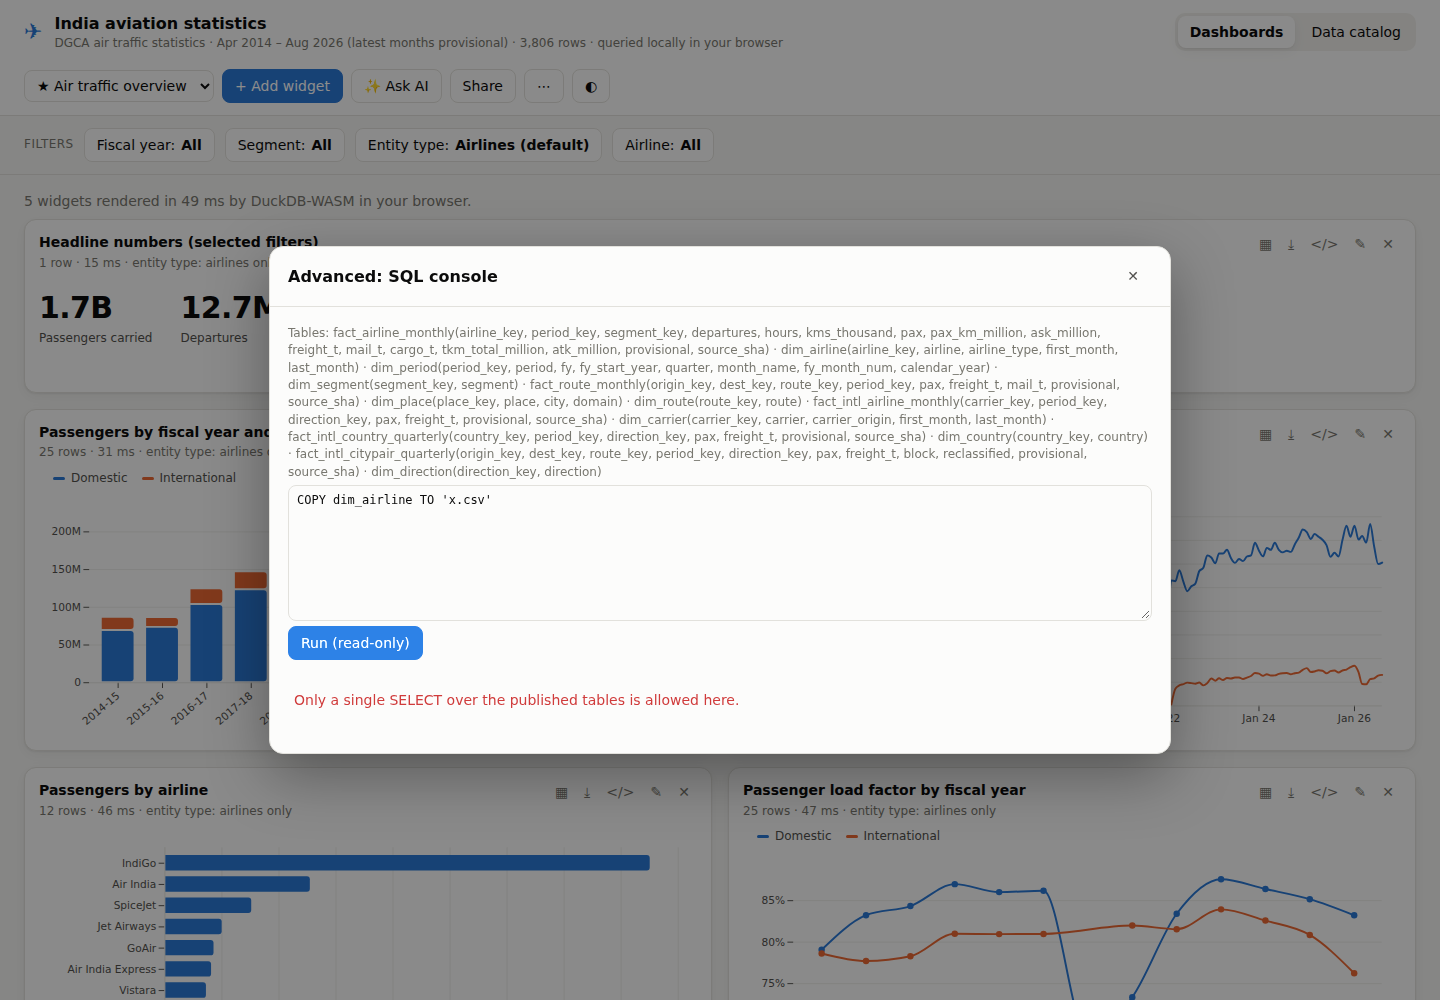 ✈ India aviation statistics
DGCA air traffic statistics · Apr 2014 – Aug 2026 (latest months provisional) · 3,806 rows · queried locally in your browser
Dashboards Data catalog
★ Air traffic overview + Add widget ✨ Ask AI Share ⋯ ◐
FILTERS Fiscal year: All Segment: All Entity type: Airlines (default) Airline: All
5 widgets rendered in 49 ms by DuckDB-WASM in your browser.
Headline numbers (selected filters)
1 row · 15 ms · entity type: airlines on
▦ ⤓ </> ✎ ✕
1.7B 12.7M
Passengers carried Departures
Advanced: SQL console ✕
Tables: fact_airline_monthly(airline_key, period_key, segment_key, departures, hours, kms_thousand, pax, pax_km_million, ask_million,
freight_t, mail_t, cargo_t, tkm_total_million, atk_million, provisional, source_sha) · dim_airline(airline_key, airline, airline_type, first_month,
last_month) · dim_period(period_key, period, fy, fy_start_year, quarter, month_name, fy_month_num, calendar_year) ·
dim_segment(segment_key, segment) · fact_route_monthly(origin_key, dest_key, route_key, period_key, pax, freight_t, mail_t, provisional,
source_sha) · dim_place(place_key, place, city, domain) · dim_route(route_key, route) · fact_intl_airline_monthly(carrier_key, period_key,
direction_key, pax, freight_t, provisional, source_sha) · dim_carrier(carrier_key, carrier, carrier_origin, first_month, last_month) ·
fact_intl_country_quarterly(country_key, period_key, direction_key, pax, freight_t, provisional, source_sha) · dim_country(country_key, country)
· fact_intl_citypair_quarterly(origin_key, dest_key, route_key, period_key, direction_key, pax, freight_t, block, reclassified, provisional,
source_sha) · dim_direction(direction_key, direction)
COPY dim_airline TO 'x.csv'
Run (read-only)
Only a single SELECT over the published tables is allowed here.
Passengers by fiscal year and
25 rows · 31 ms · entity type: airlines
Domestic International
200M
150M
100M
50M
0
2014-15 2015-16 2016-17 2017-18
▦ ⤓ </> ✎ ✕
Jan 24 Jan 26
Passengers by airline
12 rows · 46 ms · entity type: airlines only
▦ ⤓ </> ✎ ✕
IndiGo
Air India
SpiceJet
Jet Airways
GoAir
Air India Express
Vistara
Passenger load factor by fiscal year
25 rows · 47 ms · entity type: airlines only
▦ ⤓ </> ✎ ✕
Domestic International
85%
80%
75%